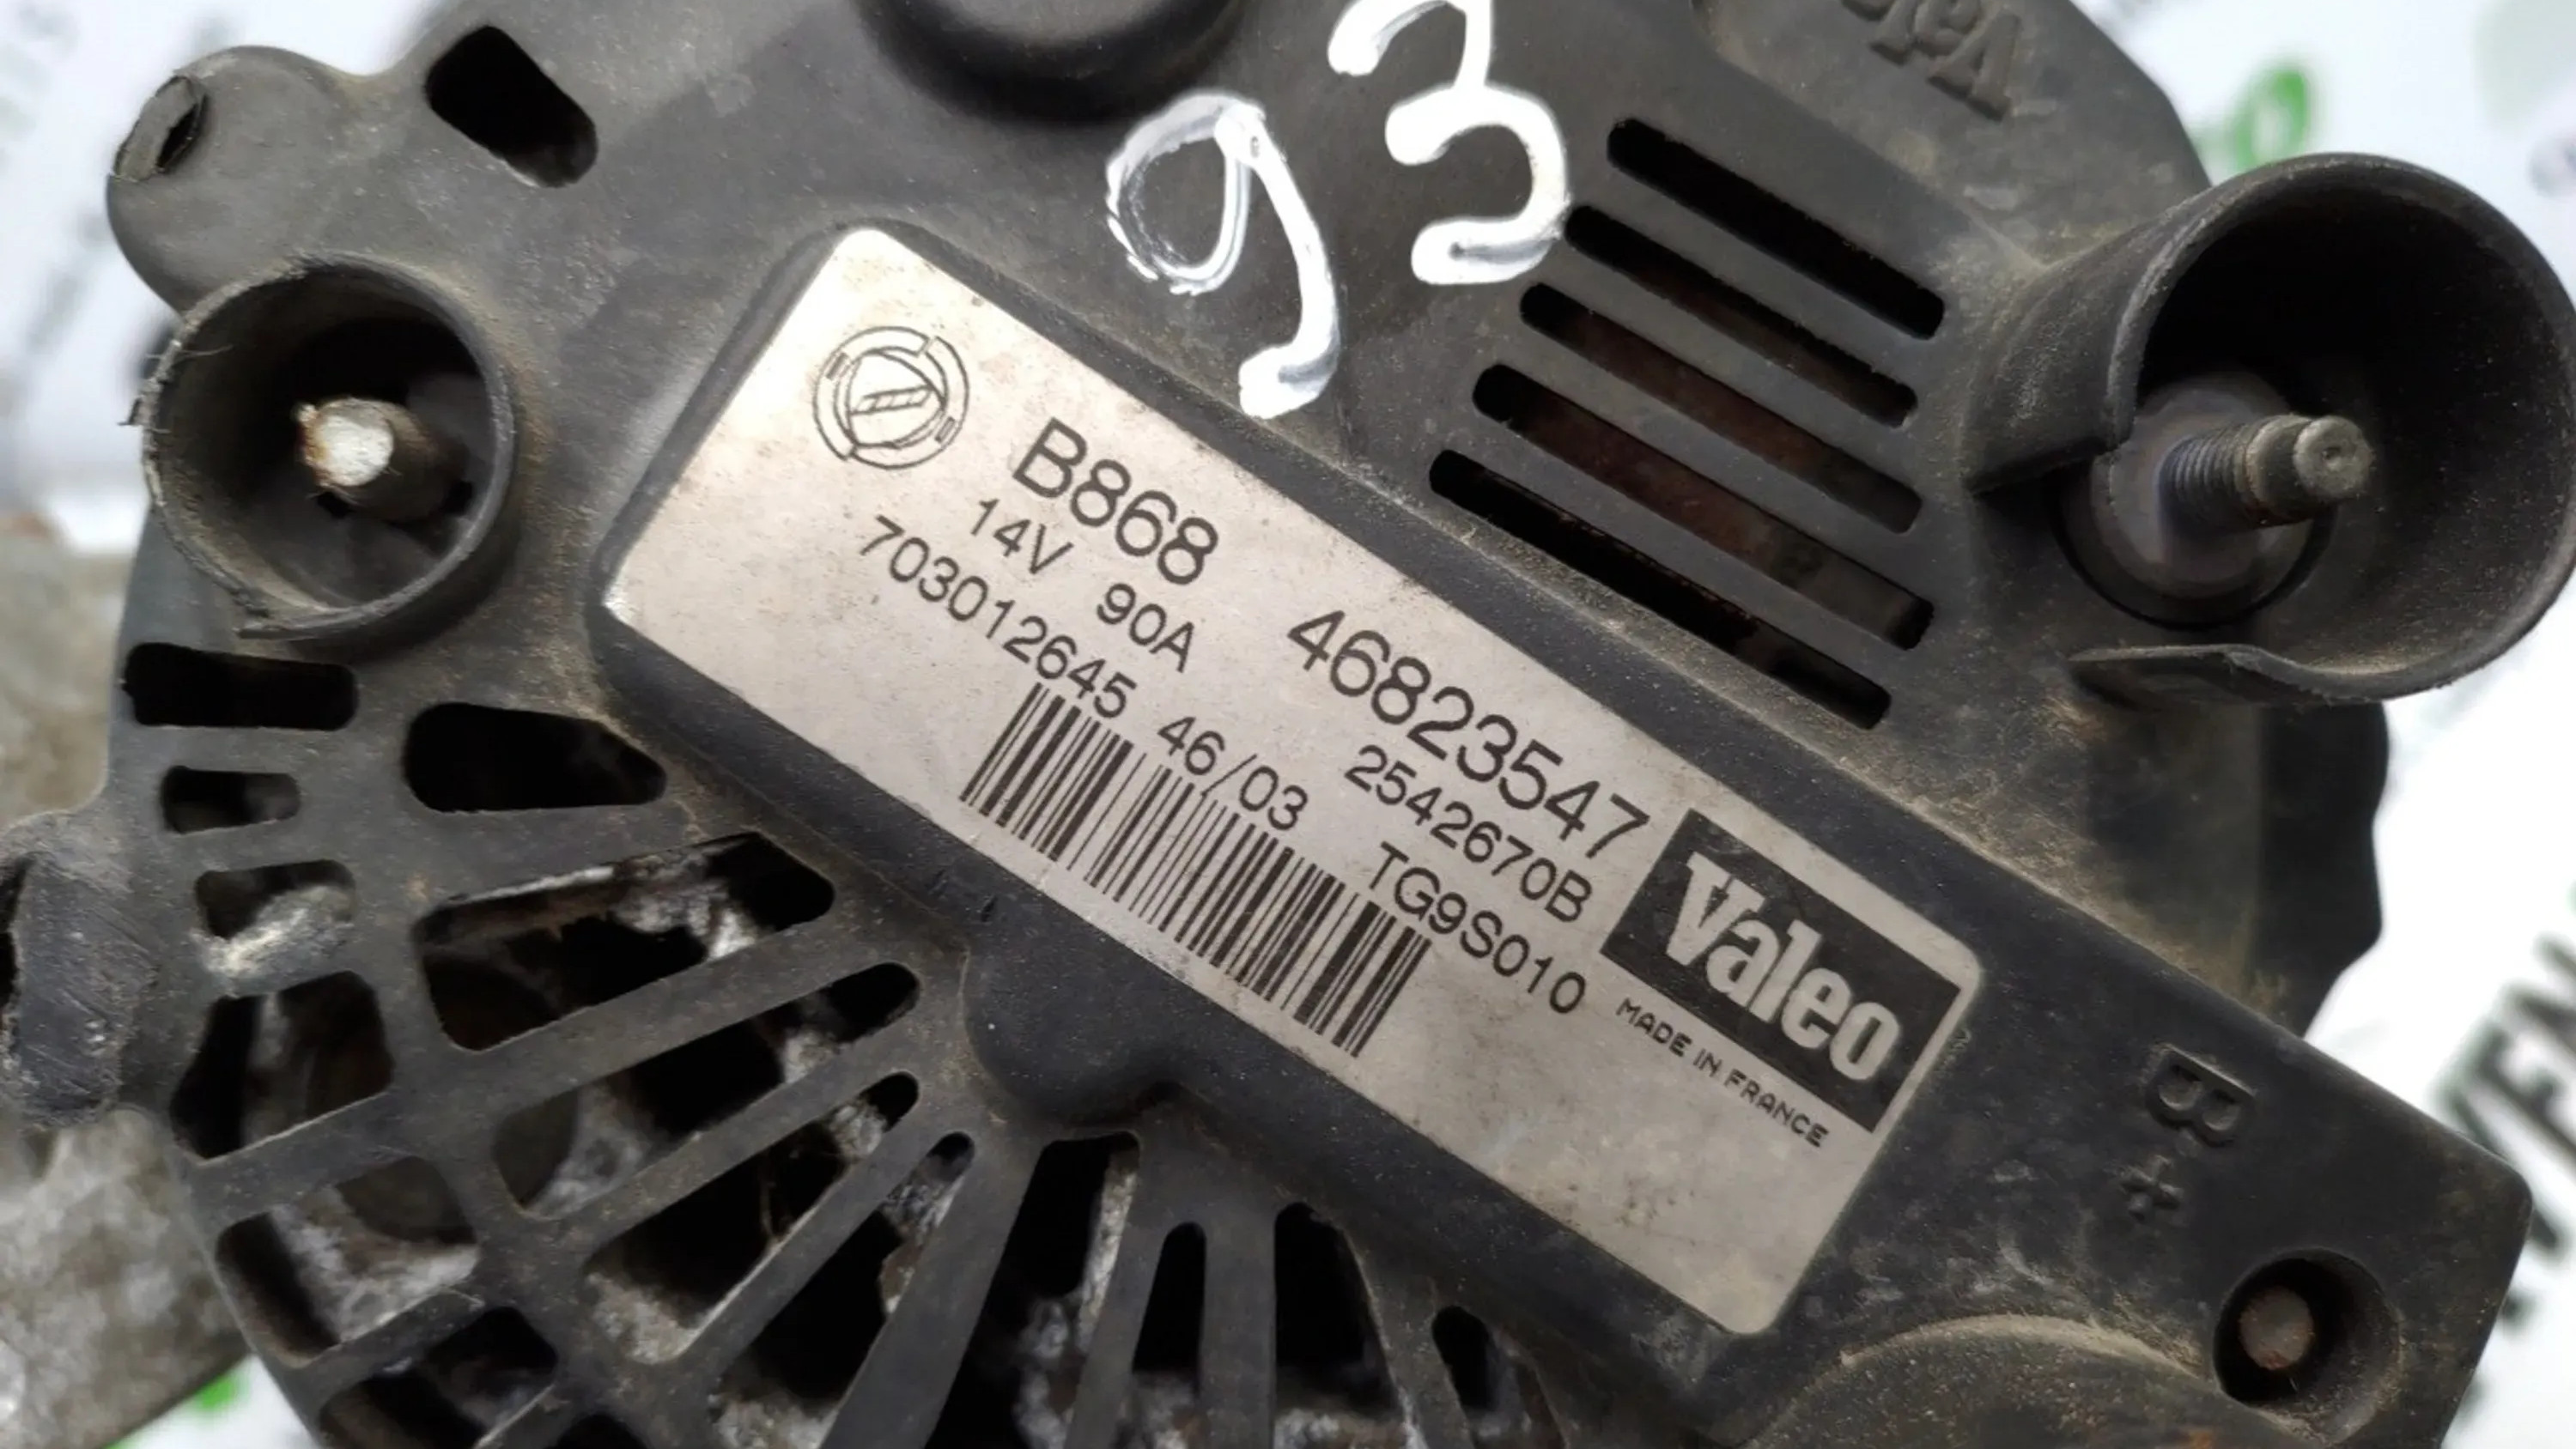 93
B868 46823547
14V 90A 2542670B
703012645 46/03 TG9S010
Valeo
MADE IN FRANCE
B+